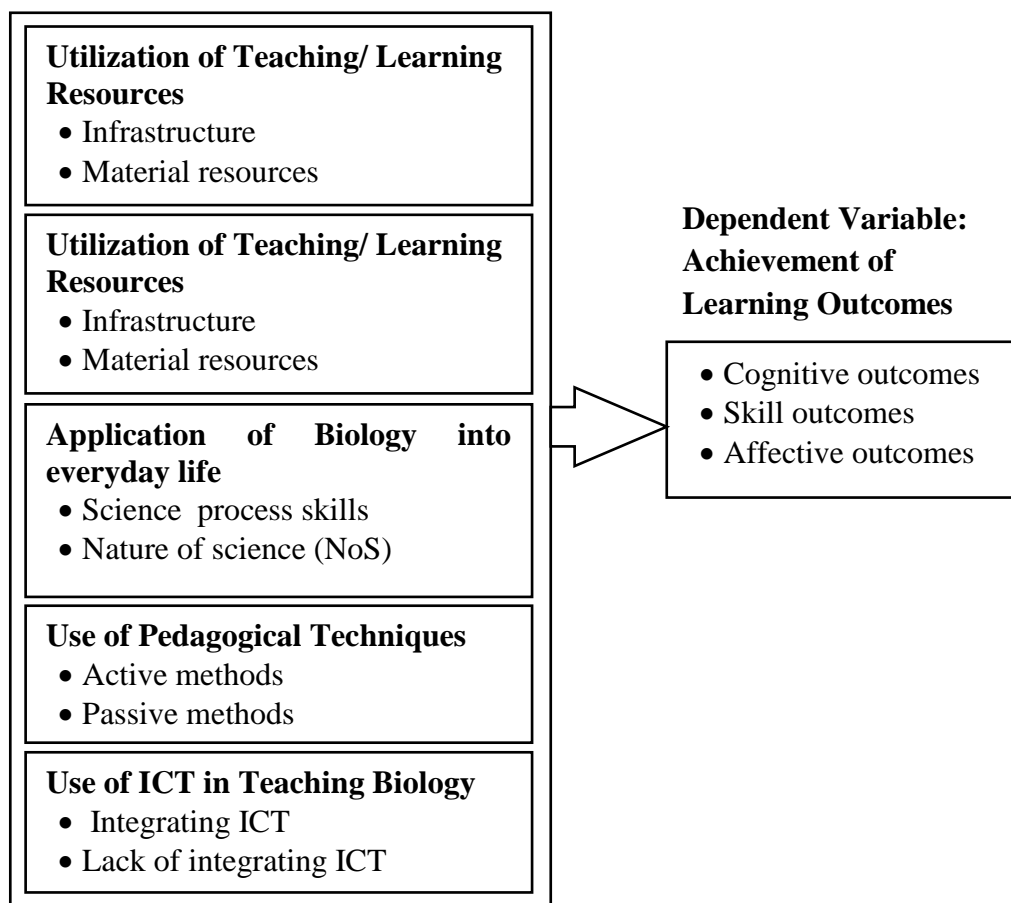 Utilization of Teaching/ Learning
Resources
• Infrastructure
• Material resources
Utilization of Teaching/ Learning
Resources
• Infrastructure
• Material resources
Application of Biology into
everyday life
• Science process skills
• Nature of science (NoS)
Use of Pedagogical Techniques
• Active methods
• Passive methods
Use of ICT in Teaching Biology
• Integrating ICT
• Lack of integrating ICT
Dependent Variable:
Achievement of
Learning Outcomes
• Cognitive outcomes
• Skill outcomes
• Affective outcomes